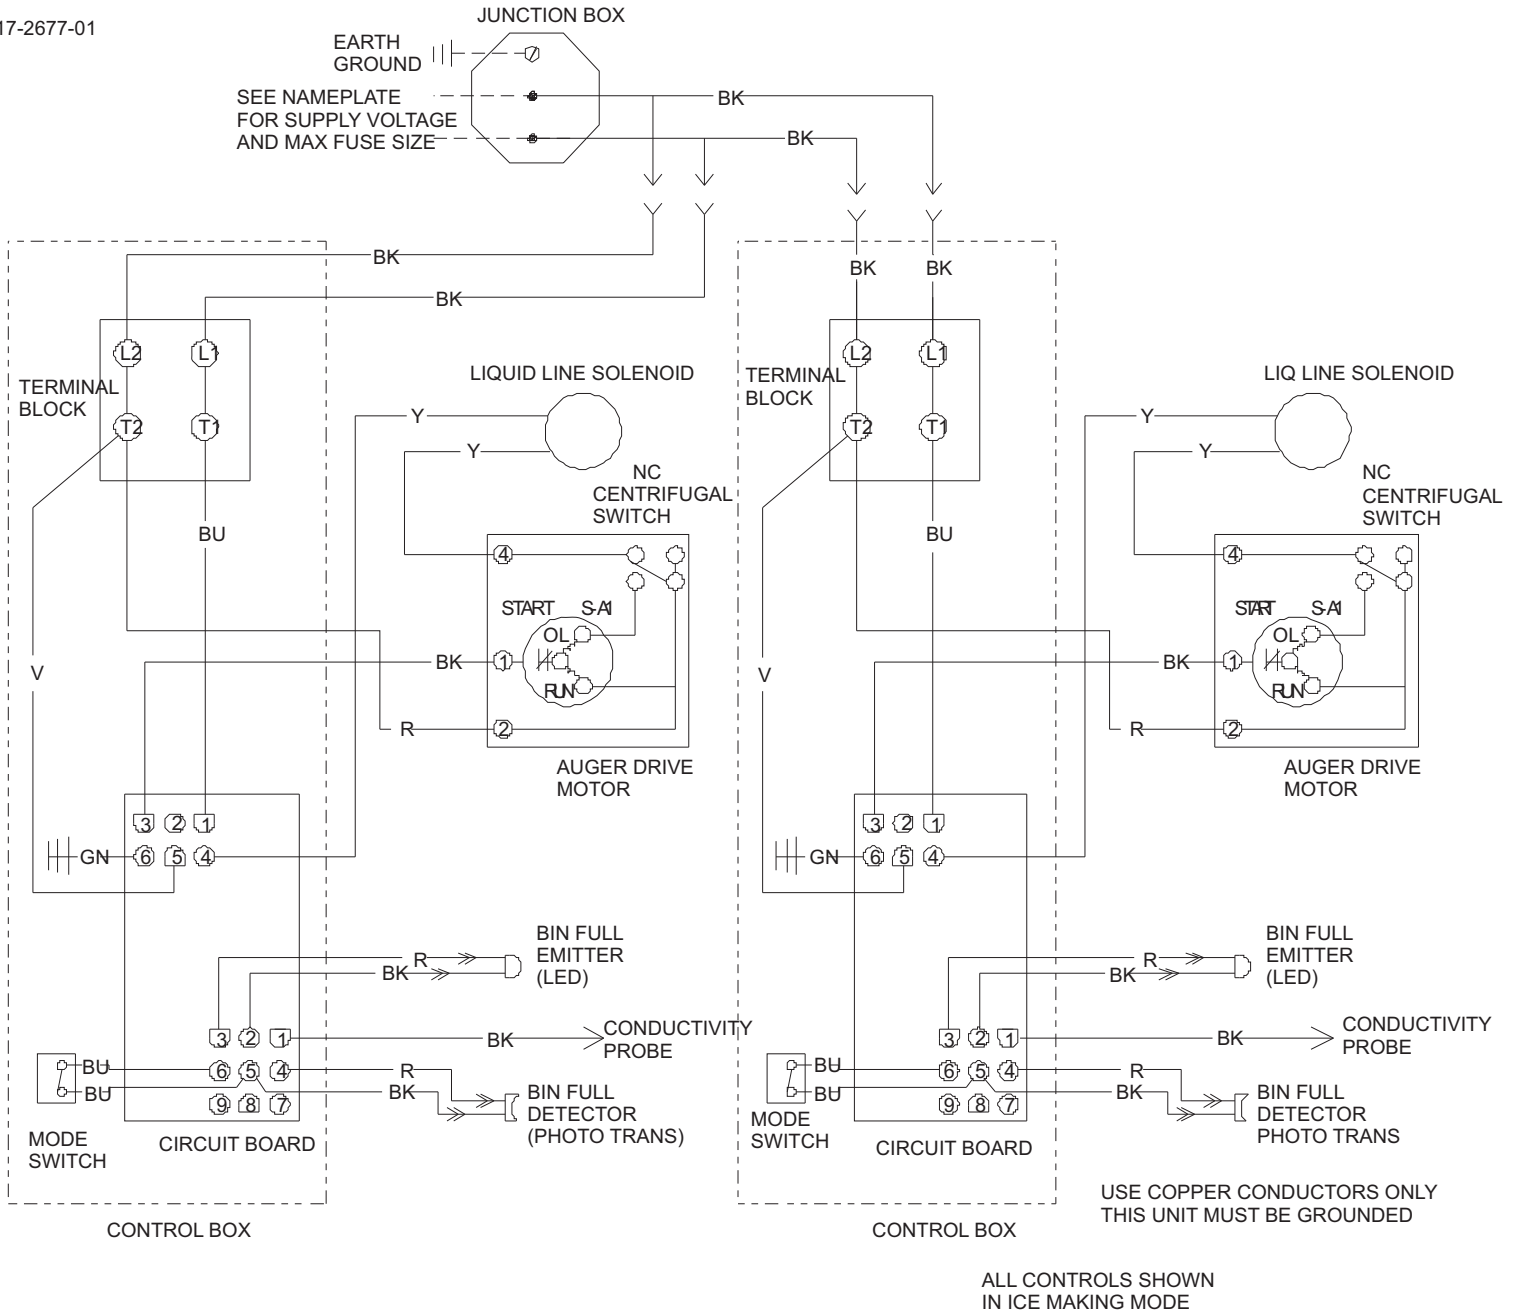 17-2677-01
JUNCTION BOX
EARTH
GROUND
SEE NAMEPLATE
FOR SUPPLY VOLTAGE
AND MAX FUSE SIZE
BK
BK
BK
BK
BK
BK
L2
L1
T2
T1
TERMINAL
BLOCK
LIQUID LINE SOLENOID
Y
Y
NC
CENTRIFUGAL
SWITCH
BU
4
START
S-A1
OL
1
RUN
2
V
BK
R
AUGER DRIVE
MOTOR
3
2
1
GN
6
5
4
R
BK
BIN FULL
EMITTER
(LED)
3
2
1
BK
CONDUCTIVITY
PROBE
BU
BU
6
5
4
R
BK
9
8
7
BIN FULL
DETECTOR
(PHOTO TRANS)
MODE
SWITCH
CIRCUIT BOARD
CONTROL BOX
L2
L1
T2
T1
TERMINAL
BLOCK
LIQ LINE SOLENOID
Y
Y
NC
CENTRIFUGAL
SWITCH
BU
4
START
S-A1
OL
1
RUN
2
V
BK
R
AUGER DRIVE
MOTOR
3
2
1
GN
6
5
4
R
BK
BIN FULL
EMITTER
(LED)
3
2
1
BK
CONDUCTIVITY
PROBE
BU
BU
6
5
4
R
BK
9
8
7
BIN FULL
DETECTOR
PHOTO TRANS
MODE
SWITCH
CIRCUIT BOARD
CONTROL BOX
USE COPPER CONDUCTORS ONLY
THIS UNIT MUST BE GROUNDED
ALL CONTROLS SHOWN
IN ICE MAKING MODE